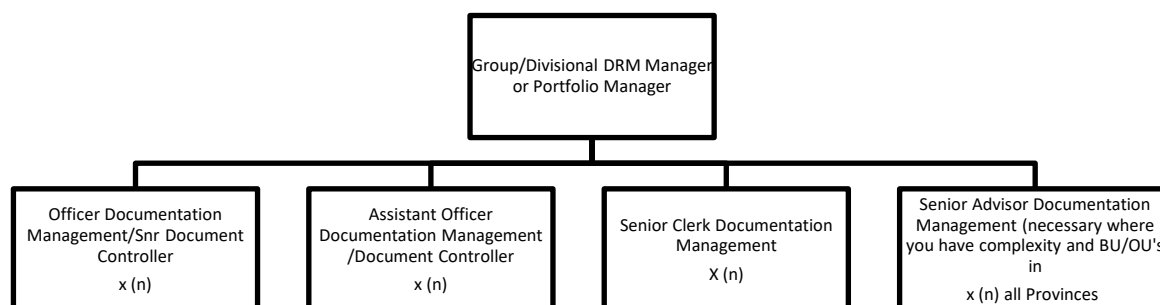 Group/Divisional DRM Manager
or Portfolio Manager
Officer Documentation
Management/Snr Document
Controller
x (n)
Assistant Officer
Documentation Management
/Document Controller
x (n)
Senior Clerk Documentation
Management
X (n)
Senior Advisor Documentation
Management (necessary where
you have complexity and BU/OU's
in
x (n) all Provinces